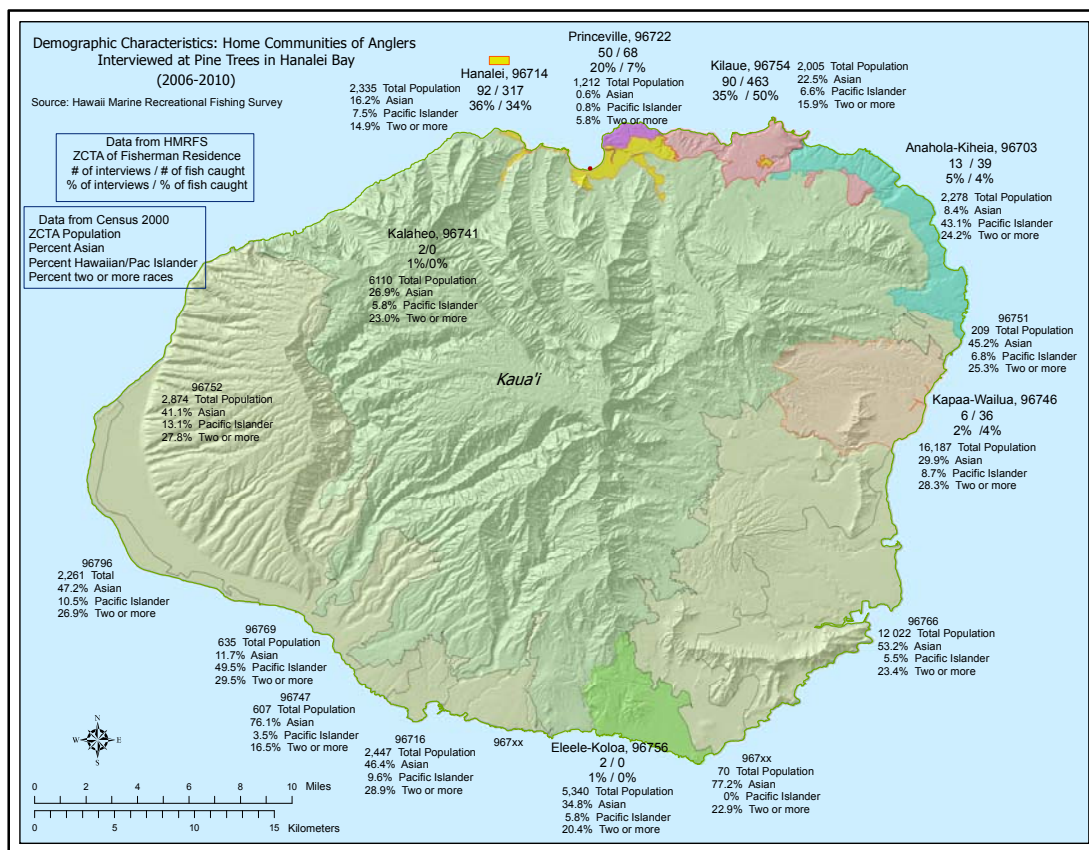 Demographic Characteristics: Home Communities of Anglers
Interviewed at Pine Trees in Hanalei Bay
(2006-2010)
Source: Hawaii Marine Recreational Fishing Survey
Data from HMRFS
ZCTA of Fisherman Residence
# of interviews / # of fish caught
% of interviews / % of fish caught
Data from Census 2000
ZCTA Population
Percent Asian
Percent Hawaiian/Pac Islander
Percent two or more races
Hanalei, 96714
92 / 317
36% / 34%
2,335 Total Population
16.2% Asian
7.5% Pacific Islander
14.9% Two or more
Princeville, 96722
50 / 68
20% / 7%
1,212 Total Population
0.6% Asian
0.8% Pacific Islander
5.8% Two or more
Kilaue, 96754
90 / 463
35% / 50%
2,005 Total Population
22.5% Asian
6.6% Pacific Islander
15.9% Two or more
Anahola-Kiheia, 96703
13 / 39
5% / 4%
2,278 Total Population
8.4% Asian
43.1% Pacific Islander
24.2% Two or more
Kalaheo, 96741
2/0
1%/0%
6110 Total Population
26.9% Asian
5.8% Pacific Islander
23.0% Two or more
96751
209 Total Population
45.2% Asian
6.8% Pacific Islander
25.3% Two or more
Kaua'i
96752
2,874 Total Population
41.1% Asian
13.1% Pacific Islander
27.8% Two or more
Kapaa-Wailua, 96746
6 / 36
2% /4%
16,187 Total Population
29.9% Asian
8.7% Pacific Islander
28.3% Two or more
96796
2,261 Total
47.2% Asian
10.5% Pacific Islander
26.9% Two or more
96769
635 Total Population
11.7% Asian
49.5% Pacific Islander
29.5% Two or more
96766
12 022 Total Population
53.2% Asian
5.5% Pacific Islander
23.4% Two or more
96747
607 Total Population
76.1% Asian
3.5% Pacific Islander
16.5% Two or more
96716
2,447 Total Population
46.4% Asian
9.6% Pacific Islander
28.9% Two or more
967xx
Eleele-Koloa, 96756
2 / 0
1% / 0%
5,340 Total Population
34.8% Asian
5.8% Pacific Islander
20.4% Two or more
967xx
70 Total Population
77.2% Asian
0% Pacific Islander
22.9% Two or more
N
W E
S
0 2 4 6 8 10 Miles
0 5 10 15 Kilometers